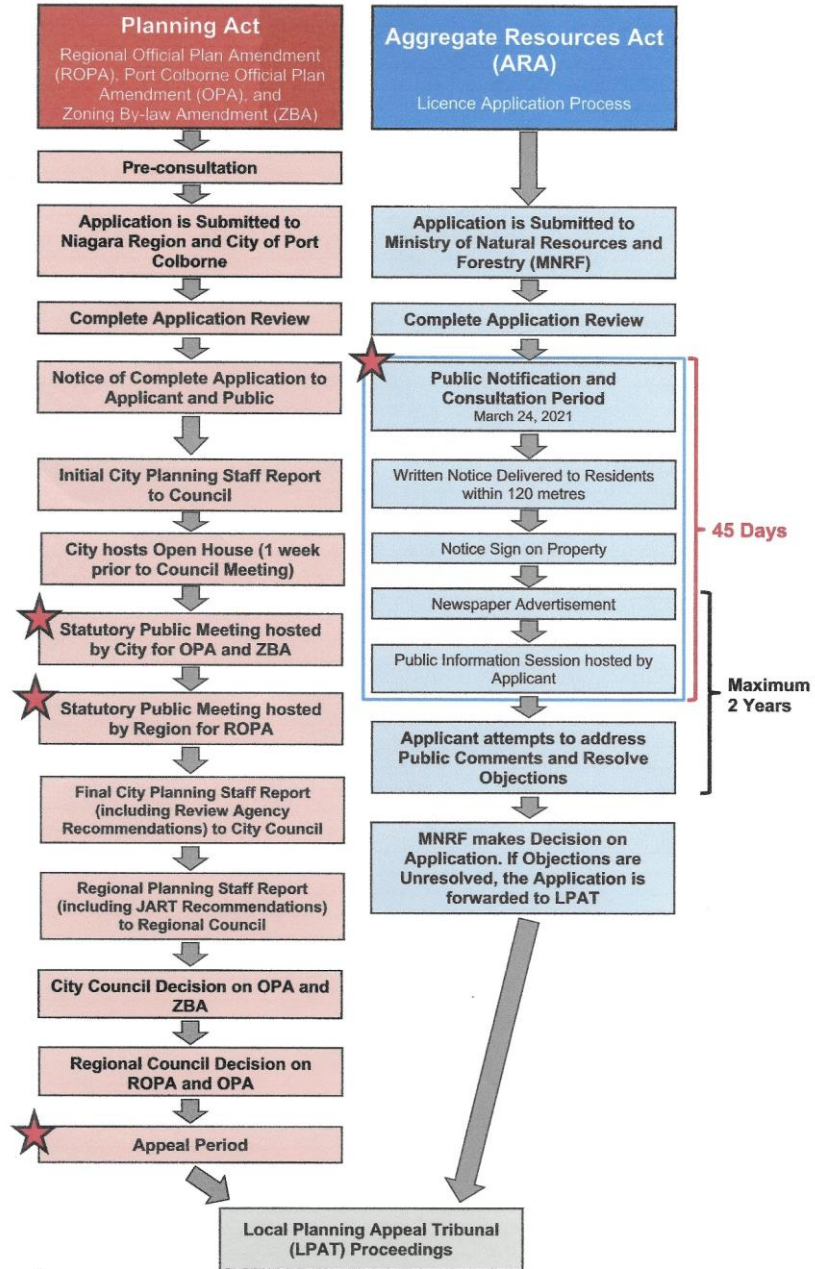 Planning Act
Regional Official Plan Amendment
(ROPA), Port Colborne Official Plan
Amendment (OPA), and
Zoning By-law Amendment (ZBA)
Pre-consultation
Application is Submitted to
Niagara Region and City of Port
Colborne
Complete Application Review
Notice of Complete Application to
Applicant and Public
Initial City Planning Staff Report
to Council
City hosts Open House (1 week
prior to Council Meeting)
Statutory Public Meeting hosted
by City for OPA and ZBA
Statutory Public Meeting hosted
by Region for ROPA
Final City Planning Staff Report
(including Review Agency
Recommendations) to City Council
Regional Planning Staff Report
(including JART Recommendations)
to Regional Council
City Council Decision on OPA and
ZBA
Regional Council Decision on
ROPA and OPA
Appeal Period
Aggregate Resources Act
(ARA)
Licence Application Process
Application is Submitted to
Ministry of Natural Resources and
Forestry (MNRF)
Complete Application Review
Public Notification and
Consultation Period
March 24, 2021
Written Notice Delivered to Residents
within 120 metres
Notice Sign on Property
Newspaper Advertisement
Public Information Session hosted by
Applicant
45 Days
Maximum
2 Years
Applicant attempts to address
Public Comments and Resolve
Objections
MNRF makes Decision on
Application. If Objections are
Unresolved, the Application is
forwarded to LPAT
Local Planning Appeal Tribunal
(LPAT) Proceedings